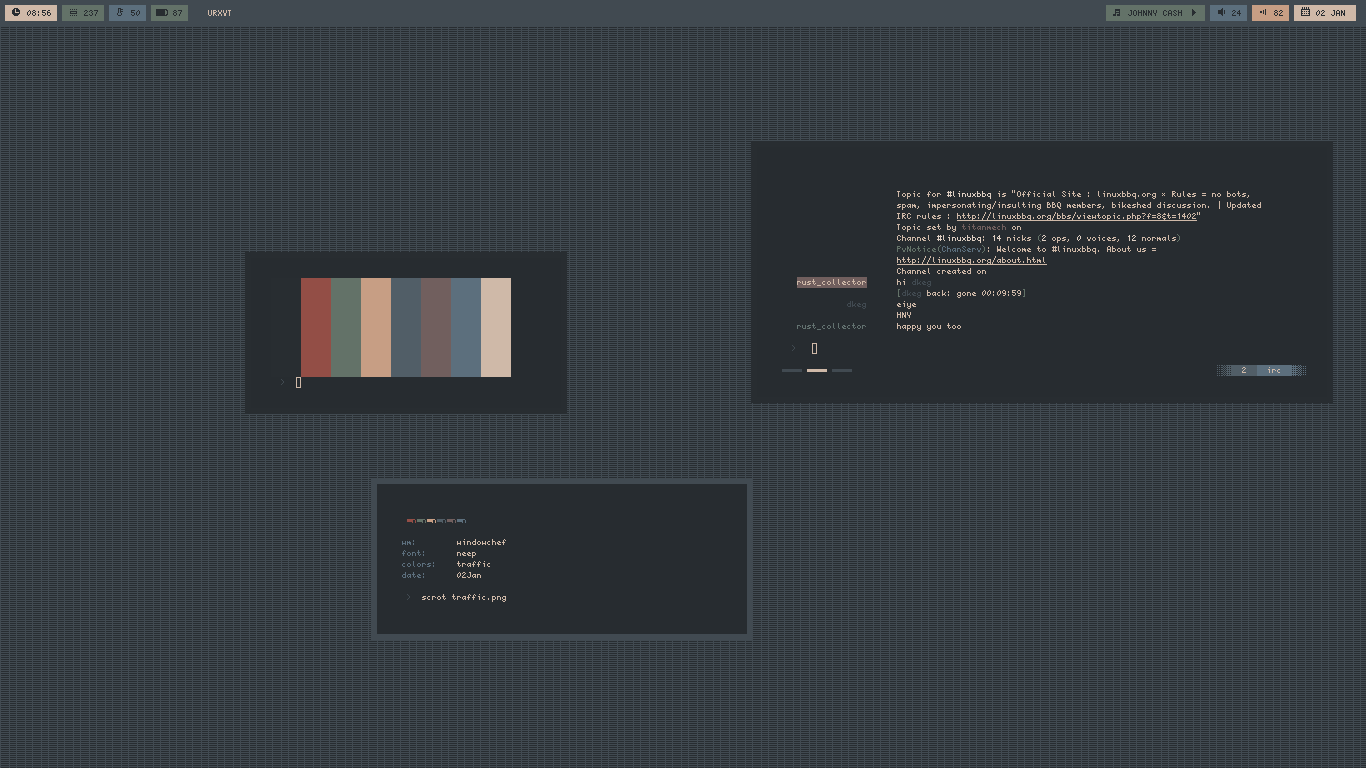 08:56 237 50 87 URXVT JOHNNY CASH 24 82 02 JAN
Topic for #linuxbbq is "Official Site : linuxbbq.org × Rules = no bots,
spam, impersonating/insulting BBQ members, bikeshed discussion. | Updated
IRC rules : http://linuxbbq.org/bbs/viewtopic.php?f=8&t=1402"
Topic set by titanmech on
Channel #linuxbbq: 14 nicks (2 ops, 0 voices, 12 normals)
PvNotice(ChanServ): Welcome to #linuxbbq. About us =
http://linuxbbq.org/about.html
Channel created on
rust_collector hi dkeg
[dkeg back: gone 00:09:59]
dkeg eiye
HNY
rust_collector happy you too
>
2 irc
>
wm: windowchef
font: neep
colors: traffic
date: 02Jan
> scrot traffic.png